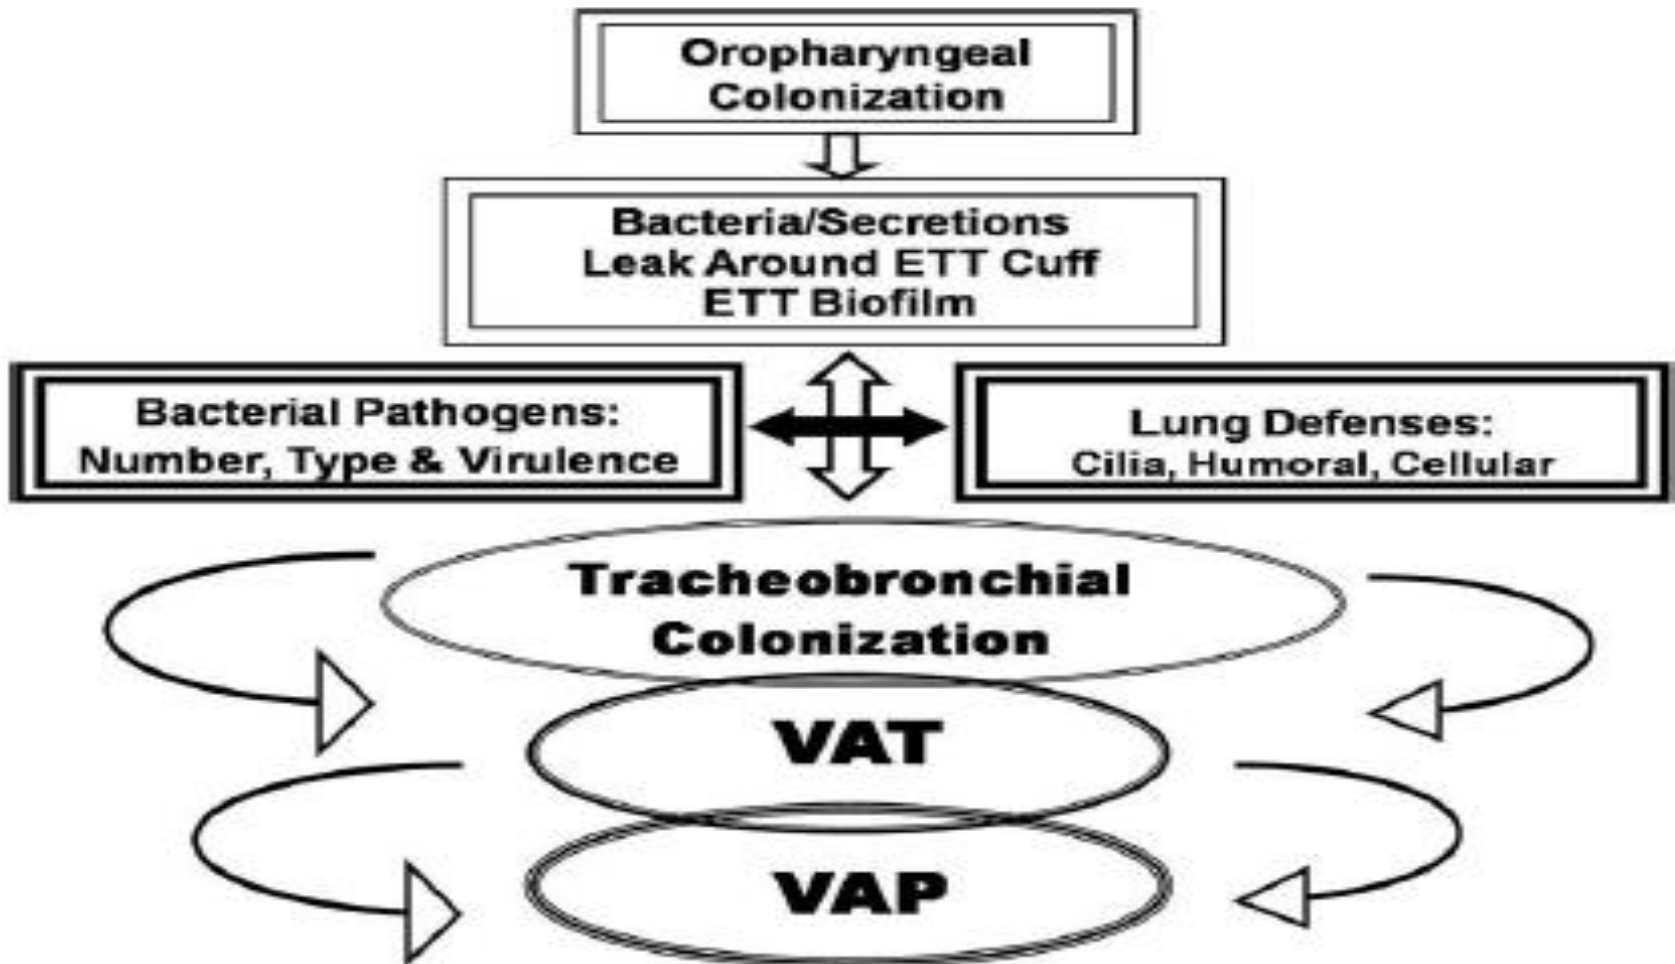 Oropharyngeal
Colonization
Bacteria/Secretions
Leak Around ETT Cuff
ETT Biofilm
Bacterial Pathogens:
Number, Type & Virulence
Lung Defenses:
Cilia, Humoral, Cellular
Tracheobronchial
Colonization
VAT
VAP